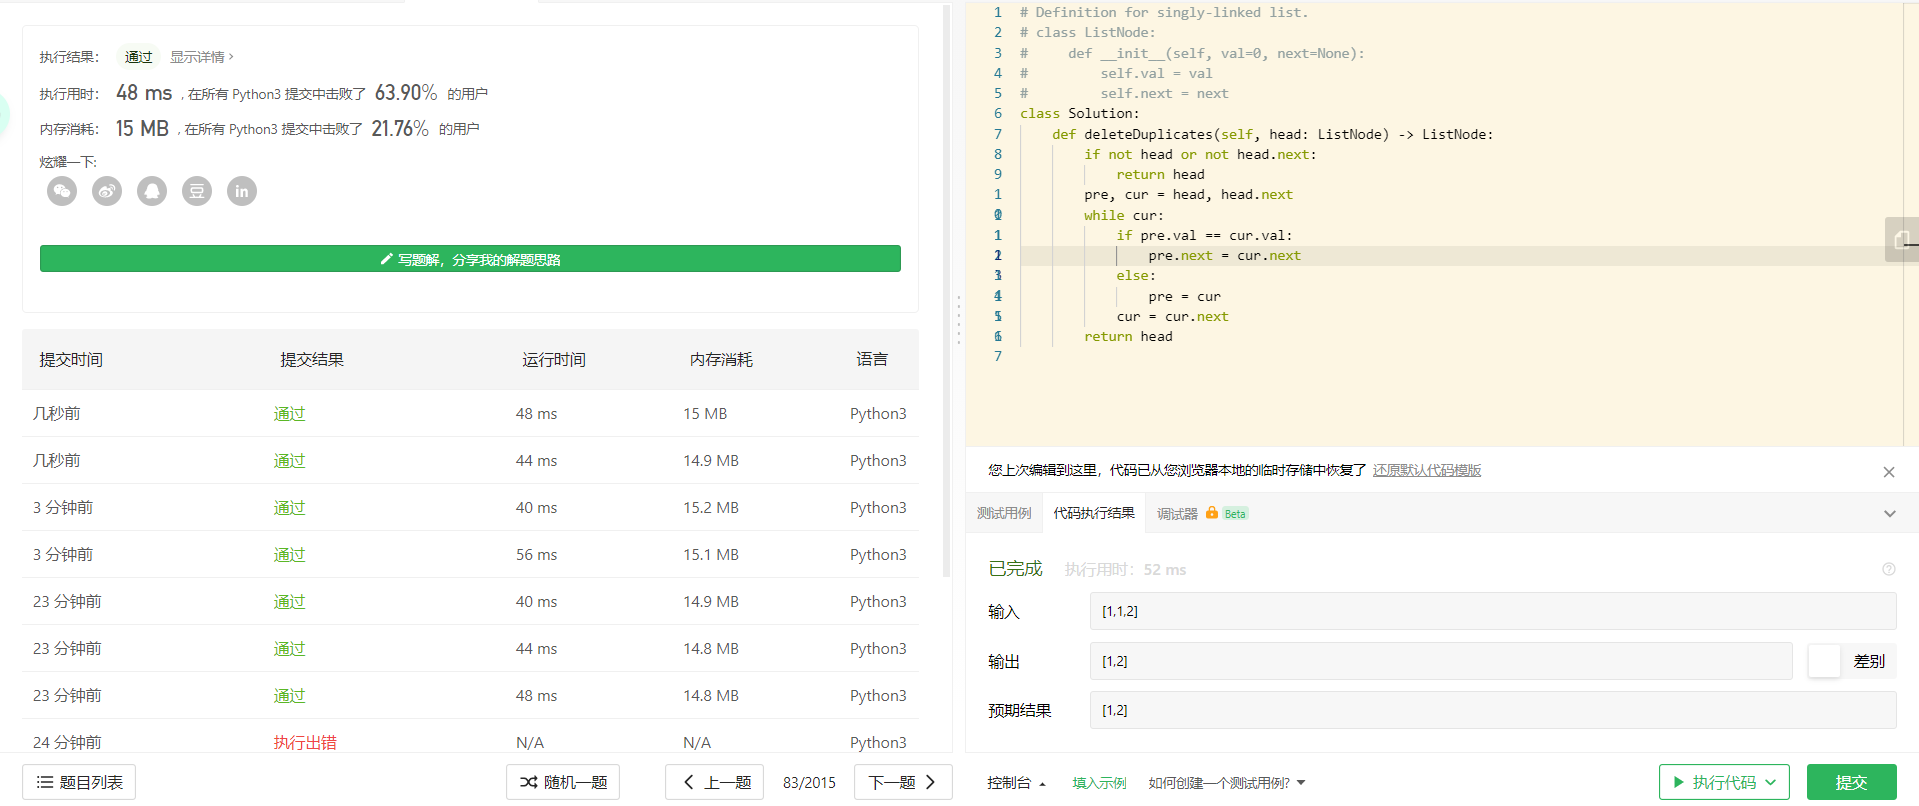 执行结果： 通过 显示详情 >
执行用时： 48 ms , 在所有 Python3 提交中击败了 63.90% 的用户
内存消耗： 15 MB , 在所有 Python3 提交中击败了 21.76% 的用户
炫耀一下:
写题解，分享我的解题思路
提交时间 提交结果 运行时间 内存消耗 语言
几秒前 通过 48 ms 15 MB Python3
几秒前 通过 44 ms 14.9 MB Python3
3 分钟前 通过 40 ms 15.2 MB Python3
3 分钟前 通过 56 ms 15.1 MB Python3
23 分钟前 通过 40 ms 14.9 MB Python3
23 分钟前 通过 44 ms 14.8 MB Python3
23 分钟前 通过 48 ms 14.8 MB Python3
24 分钟前 执行出错 N/A N/A Python3
题目列表 随机一题 上一题 83/2015 下一题
1 # Definition for singly-linked list.
2 # class ListNode:
3 #     def __init__(self, val=0, next=None):
4 #         self.val = val
5 #         self.next = next
6 class Solution:
7     def deleteDuplicates(self, head: ListNode) -> ListNode:
8         if not head or not head.next:
9             return head
1         pre, cur = head, head.next
        while cur:
1             if pre.val == cur.val:
                pre.next = cur.next
            else:
                pre = cur
            cur = cur.next
        return head
7
您上次编辑到这里，代码已从您浏览器本地的临时存储中恢复了 还原默认代码模版
测试用例 代码执行结果 调试器 Beta
已完成 执行用时：52 ms
输入 [1,1,2]
输出 [1,2] 差别
预期结果 [1,2]
控制台 填入示例 如何创建一个测试用例? 执行代码 提交